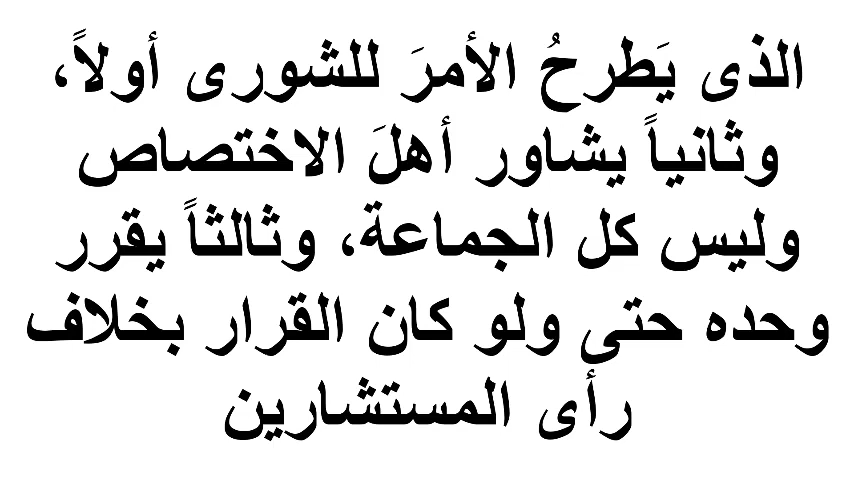 الذى يَطرحُ الأمرَ للشورى أولاً،
وثانياً يشاور أهلَ الاختصاص
وليس كل الجماعة، وثالثاً يقرر
وحده حتى ولو كان القرار بخلاف
رأى المستشارين